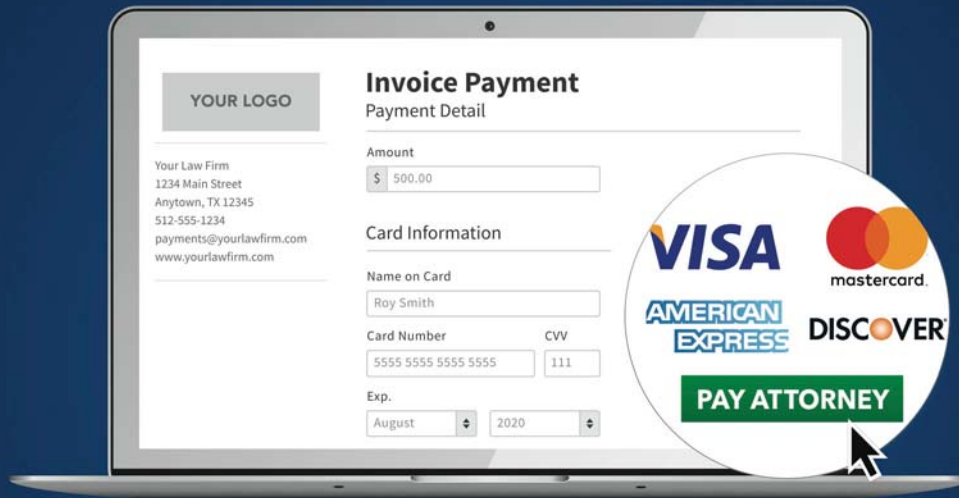 YOUR LOGO
Your Law Firm
1234 Main Street
Anytown, TX 12345
512-555-1234
payments@yourlawfirm.com
www.yourlawfirm.com
Invoice Payment
Payment Detail
Amount
$ 500.00
Card Information
Name on Card
Roy Smith
Card Number CVV
5555 5555 5555 5555 111
Exp.
August 2020
VISA
mastercard.
AMERICAN
EXPRESS
DISCOVER
PAY ATTORNEY